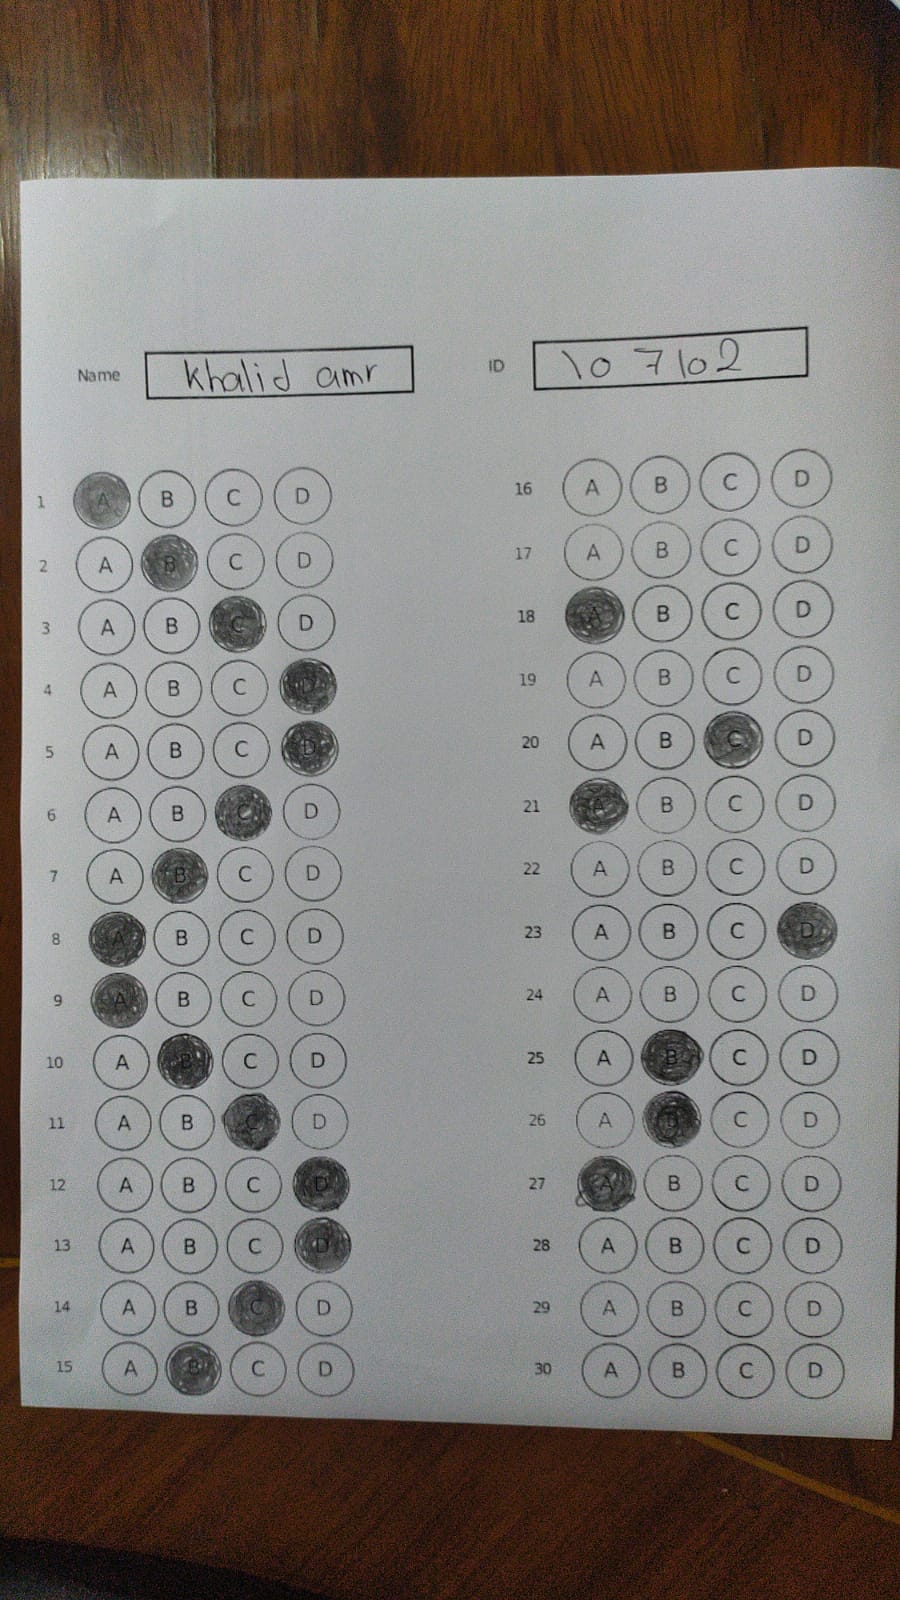 Name Khalid amr ID 107102
1 A B C D 16 A B C D
2 A B C D 17 A B C D
3 A B C D 18 A B C D
4 A B C D 19 A B C D
5 A B C D 20 A B C D
6 A B C D 21 A B C D
7 A B C D 22 A B C D
8 A B C D 23 A B C D
9 A B C D 24 A B C D
10 A B C D 25 A B C D
11 A B C D 26 A B C D
12 A B C D 27 A B C D
13 A B C D 28 A B C D
14 A B C D 29 A B C D
15 A B C D 30 A B C D